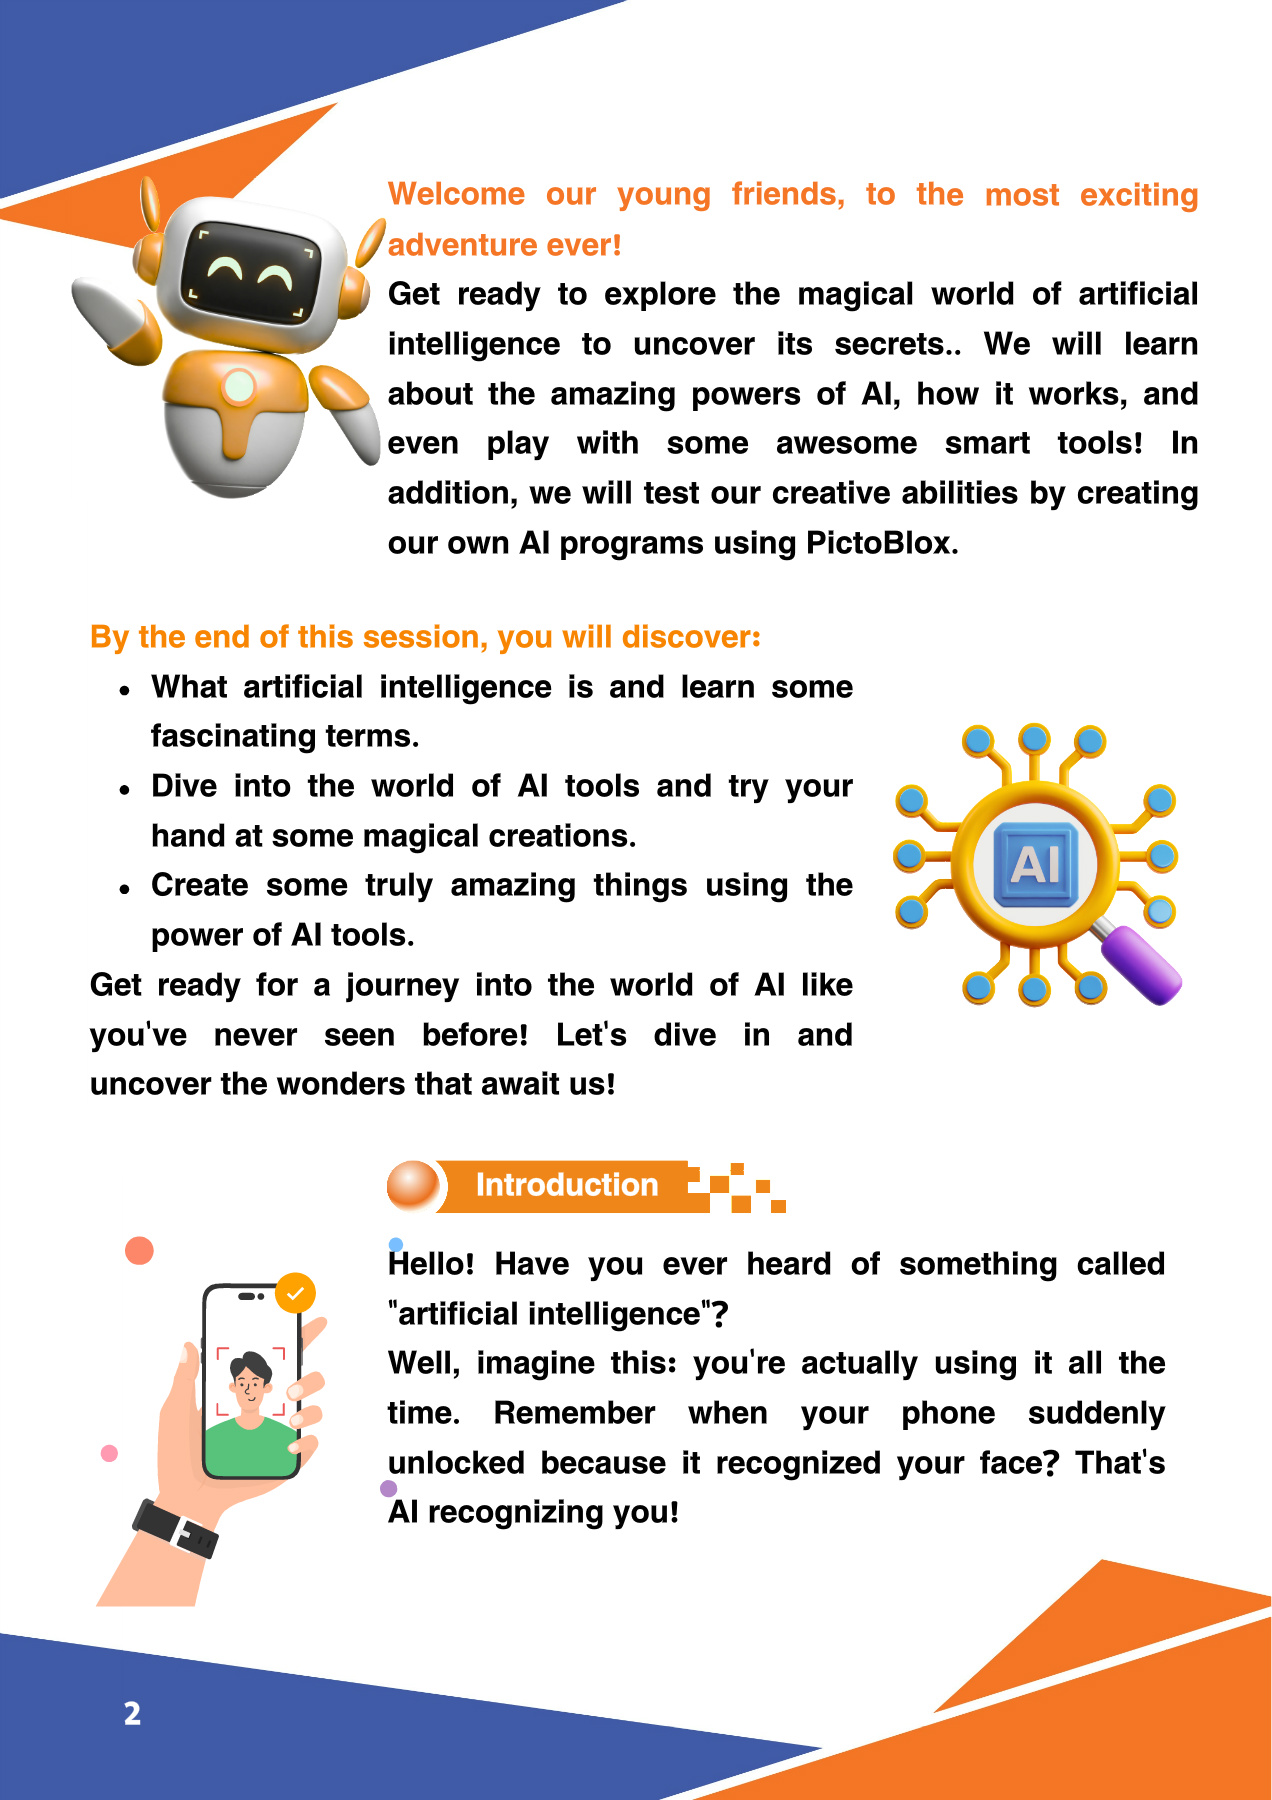 Welcome our young friends, to the most exciting
adventure ever!
Get ready to explore the magical world of artificial
intelligence to uncover its secrets.. We will learn
about the amazing powers of AI, how it works, and
even play with some awesome smart tools! In
addition, we will test our creative abilities by creating
our own AI programs using PictoBlox.
By the end of this session, you will discover:
• What artificial intelligence is and learn some
fascinating terms.
• Dive into the world of AI tools and try your
hand at some magical creations.
• Create some truly amazing things using the
power of AI tools.
Get ready for a journey into the world of AI like
you've never seen before! Let's dive in and
uncover the wonders that await us!
AI
Introduction
Hello! Have you ever heard of something called
"artificial intelligence"?
Well, imagine this: you're actually using it all the
time. Remember when your phone suddenly
unlocked because it recognized your face? That's
AI recognizing you!
2